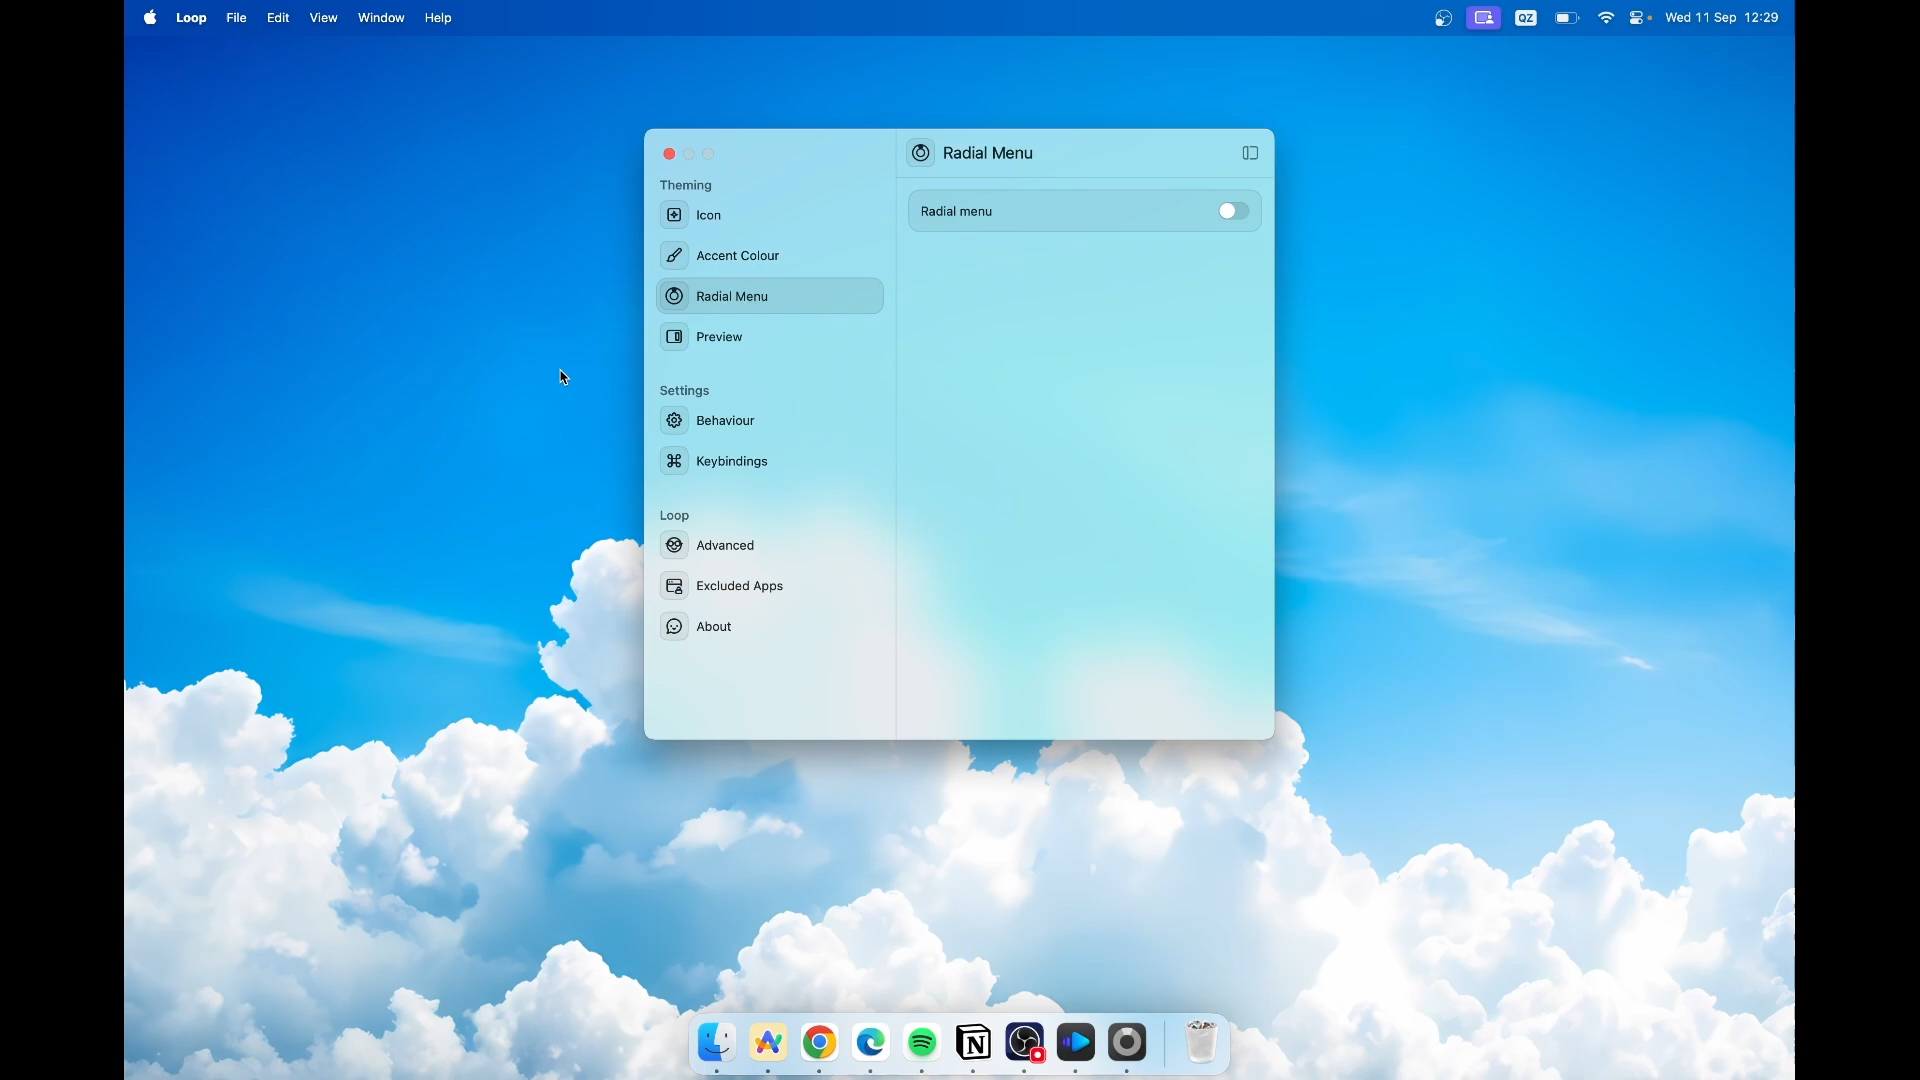 Loop File Edit View Window Help QZ Wed 11 Sep 12:29
Theming
Icon
Accent Colour
Radial Menu
Preview
Settings
Behaviour
Keybindings
Loop
Advanced
Excluded Apps
About
Radial Menu
Radial menu
N